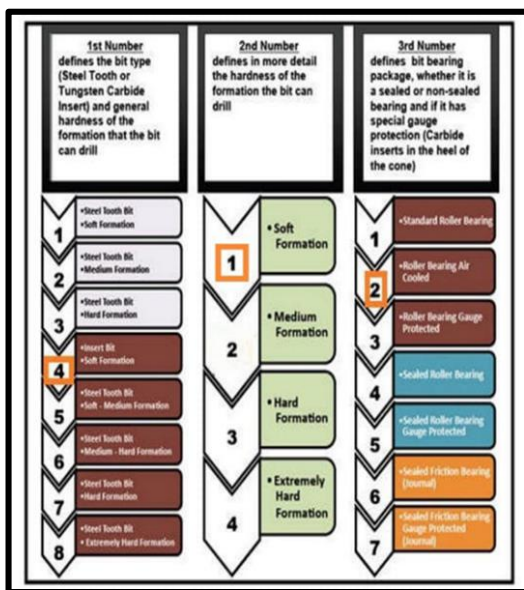 1st Number
defines the bit type
(Steel Tooth or
Tungsten Carbide
Insert) and general
hardness of the
formation that the bit
can drill
1
•Steel Tooth Bit
•Soft Formation
2
•Steel Tooth Bit
•Medium Formation
3
•Steel Tooth Bit
•Hard Formation
4
•Insert Bit
•Soft Formation
5
•Steel Tooth Bit
•Soft - Medium Formation
6
•Steel Tooth Bit
•Medium - Hard Formation
7
•Steel Tooth Bit
•Hard Formation
8
•Steel Tooth Bit
•Extremely Hard Formation
2nd Number
defines in more detail
the hardness of the
formation the bit can
drill
1
•Soft
Formation
2
•Medium
Formation
3
•Hard
Formation
4
•Extremely
Hard
Formation
3rd Number
defines bit bearing
package, whether it is
a sealed or non-sealed
bearing and if it has
special gauge
protection (Carbide
inserts in the heel of
the cone)
1
•Standard Roller Bearing
2
•Roller Bearing Air
Cooled
3
•Roller Bearing Gauge
Protected
4
•Sealed Roller Bearing
5
•Sealed Roller Bearing
Gauge Protected
6
•Sealed Friction Bearing
(Journal)
7
•Sealed Friction Bearing
Gauge Protected
(Journal)